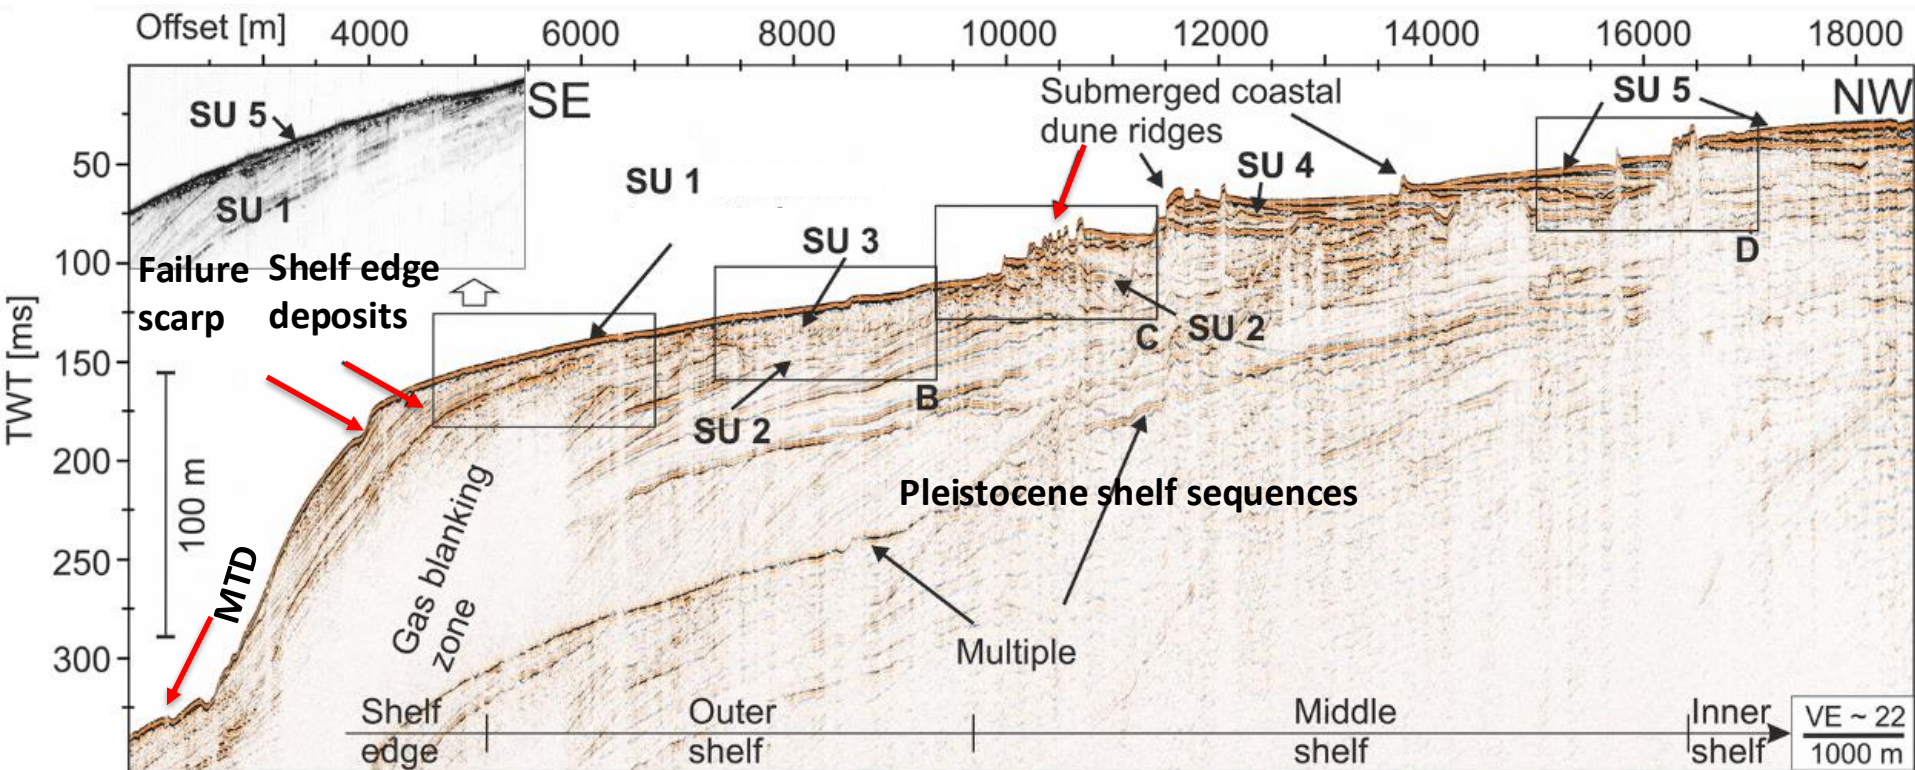 Offset [m] 4000 6000 8000 10000 12000 14000 16000 18000
SE
NW
SU 5
SU 1
Submerged coastal
dune ridges
SU 5
SU 4
SU 1
SU 3
Failure
scarp
Shelf edge
deposits
50
100
150
200
250
300
TWT [ms]
100 m
MTD
Gas blanking
zone
SU 2
B
C
SU 2
D
Pleistocene shelf sequences
Multiple
Shelf
edge
Outer
shelf
Middle
shelf
Inner
shelf
VE ~ 22
1000 m